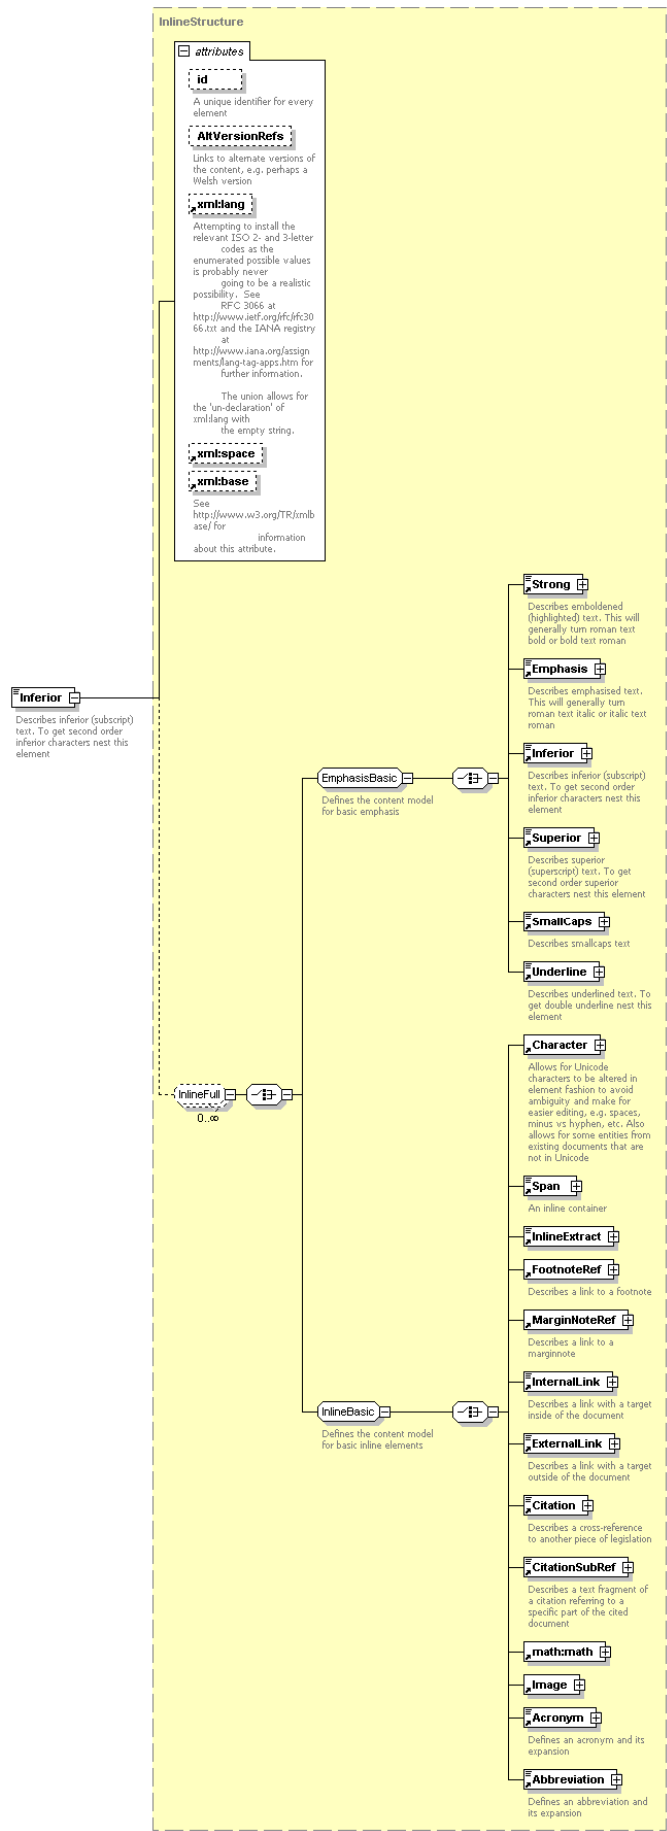 InlineStructure
attributes
id
A unique identifier for every
element
AltVersionRefs
Links to alternate versions of
the content, e.g. perhaps a
Welsh version
xml:lang
Attempting to install the
relevant ISO 2- and 3-letter
codes as the
enumerated possible values
is probably never
going to be a realistic
possibility. See
RFC 3066 at
http://www.ietf.org/rfc/rfc30
66.txt and the IANA registry
at
http://www.iana.org/assign
ments/lang-tag-apps.htm for
further information.
The union allows for
the 'un-declaration' of
xml:lang with
the empty string.
xml:space
xml:base
See
http://www.w3.org/TR/xmlb
ase/ for
information
about this attribute.
Inferior
Describes inferior (subscript)
text. To get second order
inferior characters nest this
element
InlineFull
0..∞
EmphasisBasic
Defines the content model
for basic emphasis
Strong
Describes emboldened
(highlighted) text. This will
generally turn roman text
bold or bold text roman
Emphasis
Describes emphasised text.
This will generally turn
roman text italic or italic text
roman
Inferior
Describes inferior (subscript)
text. To get second order
inferior characters nest this
element
Superior
Describes superior
(superscript) text. To get
second order superior
characters nest this element
SmallCaps
Describes smallcaps text
Underline
Describes underlined text. To
get double underline nest this
element
InlineBasic
Defines the content model
for basic inline elements
Character
Allows for Unicode
characters to be altered in
element fashion to avoid
ambiguity and make for
easier editing, e.g. spaces,
minus vs hyphen, etc. Also
allows for some entities from
existing documents that are
not in Unicode
Span
An inline container
InlineExtract
FootnoteRef
Describes a link to a footnote
MarginNoteRef
Describes a link to a
marginnote
InternalLink
Describes a link with a target
inside of the document
ExternalLink
Describes a link with a target
outside of the document
Citation
Describes a cross-reference
to another piece of legislation
CitationSubRef
Describes a text fragment of
a citation referring to a
specific part of the cited
document
math:math
Image
Acronym
Defines an acronym and its
expansion
Abbreviation
Defines an abbreviation and
its expansion